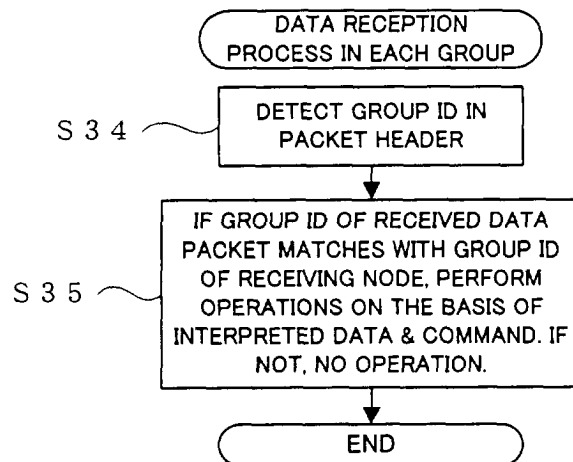 DATA RECEPTION
PROCESS IN EACH GROUP
S 3 4
DETECT GROUP ID IN
PACKET HEADER
S 3 5
IF GROUP ID OF RECEIVED DATA
PACKET MATCHES WITH GROUP ID
OF RECEIVING NODE, PERFORM
OPERATIONS ON THE BASIS OF
INTERPRETED DATA & COMMAND. IF
NOT, NO OPERATION.
END